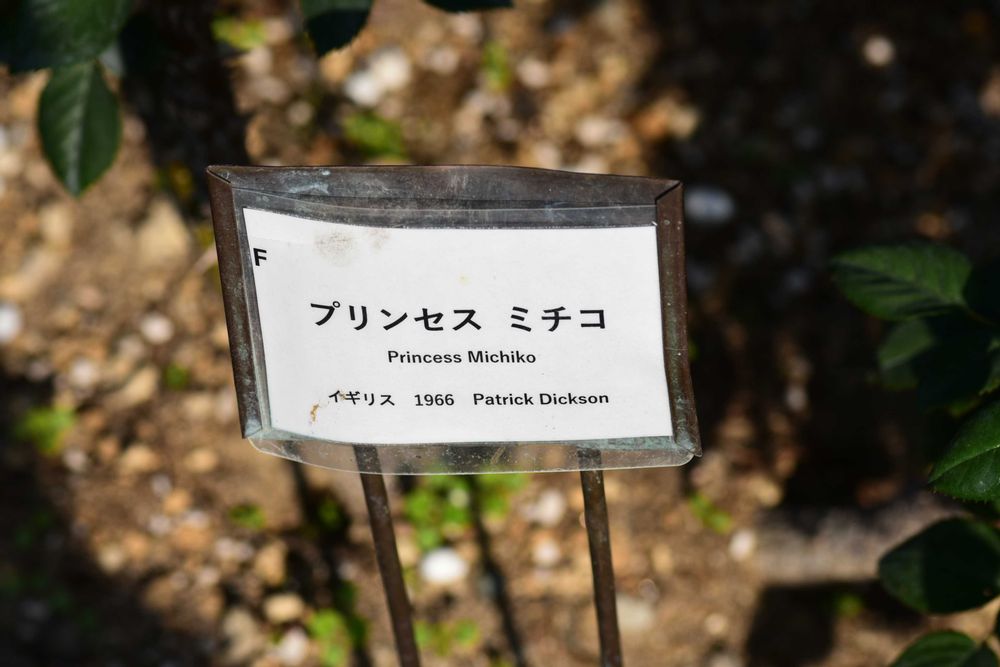 F
プリンセス ミチコ
Princess Michiko
イギリス 1966 Patrick Dickson